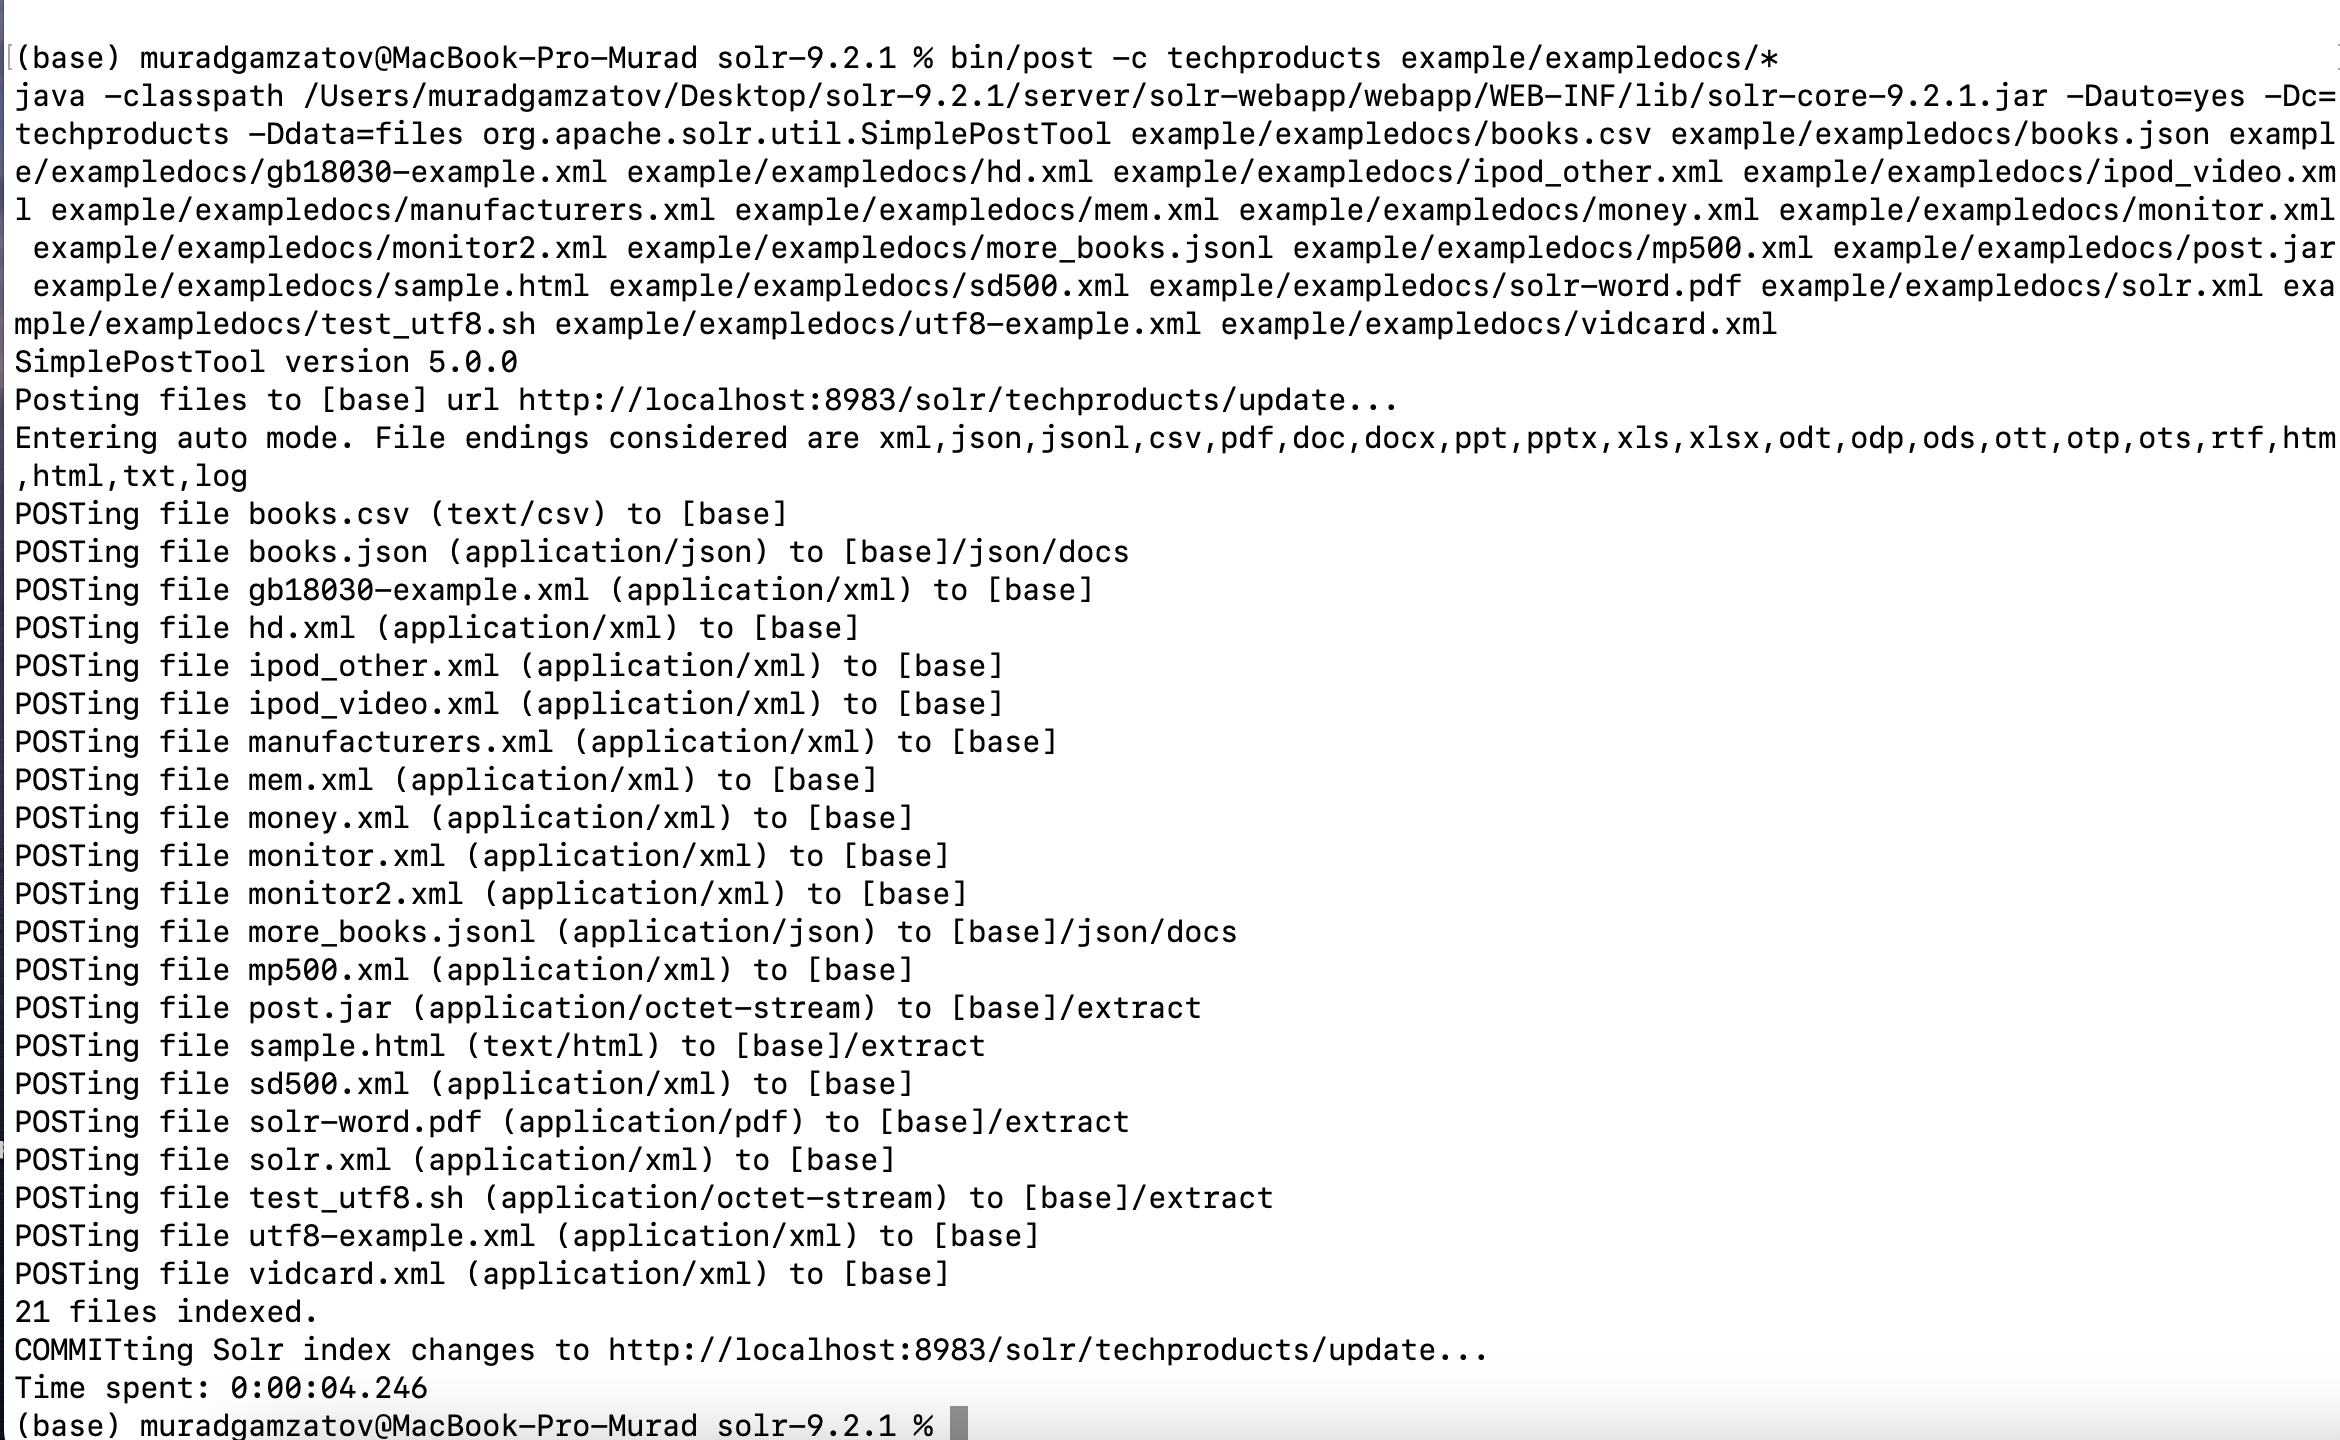 (base) muradgamzatov@MacBook-Pro-Murad solr-9.2.1 % bin/post -c techproducts example/exampledocs/*
java -classpath /Users/muradgamzatov/Desktop/solr-9.2.1/server/solr-webapp/webapp/WEB-INF/lib/solr-core-9.2.1.jar -Dauto=yes -Dc=
techproducts -Ddata=files org.apache.solr.util.SimplePostTool example/exampledocs/books.csv example/exampledocs/books.json exampl
e/exampledocs/gb18030-example.xml example/exampledocs/hd.xml example/exampledocs/ipod_other.xml example/exampledocs/ipod_video.xm
l example/exampledocs/manufacturers.xml example/exampledocs/mem.xml example/exampledocs/money.xml example/exampledocs/monitor.xml
 example/exampledocs/monitor2.xml example/exampledocs/more_books.jsonl example/exampledocs/mp500.xml example/exampledocs/post.jar
 example/exampledocs/sample.html example/exampledocs/sd500.xml example/exampledocs/solr-word.pdf example/exampledocs/solr.xml exa
mple/exampledocs/test_utf8.sh example/exampledocs/utf8-example.xml example/exampledocs/vidcard.xml
SimplePostTool version 5.0.0
Posting files to [base] url http://localhost:8983/solr/techproducts/update...
Entering auto mode. File endings considered are xml,json,jsonl,csv,pdf,doc,docx,ppt,pptx,xls,xlsx,odt,odp,ods,ott,otp,ots,rtf,htm
,html,txt,log
POSTing file books.csv (text/csv) to [base]
POSTing file books.json (application/json) to [base]/json/docs
POSTing file gb18030-example.xml (application/xml) to [base]
POSTing file hd.xml (application/xml) to [base]
POSTing file ipod_other.xml (application/xml) to [base]
POSTing file ipod_video.xml (application/xml) to [base]
POSTing file manufacturers.xml (application/xml) to [base]
POSTing file mem.xml (application/xml) to [base]
POSTing file money.xml (application/xml) to [base]
POSTing file monitor.xml (application/xml) to [base]
POSTing file monitor2.xml (application/xml) to [base]
POSTing file more_books.jsonl (application/json) to [base]/json/docs
POSTing file mp500.xml (application/xml) to [base]
POSTing file post.jar (application/octet-stream) to [base]/extract
POSTing file sample.html (text/html) to [base]/extract
POSTing file sd500.xml (application/xml) to [base]
POSTing file solr-word.pdf (application/pdf) to [base]/extract
POSTing file solr.xml (application/xml) to [base]
POSTing file test_utf8.sh (application/octet-stream) to [base]/extract
POSTing file utf8-example.xml (application/xml) to [base]
POSTing file vidcard.xml (application/xml) to [base]
21 files indexed.
COMMITting Solr index changes to http://localhost:8983/solr/techproducts/update...
Time spent: 0:00:04.246
(base) muradgamzatov@MacBook-Pro-Murad solr-9.2.1 %